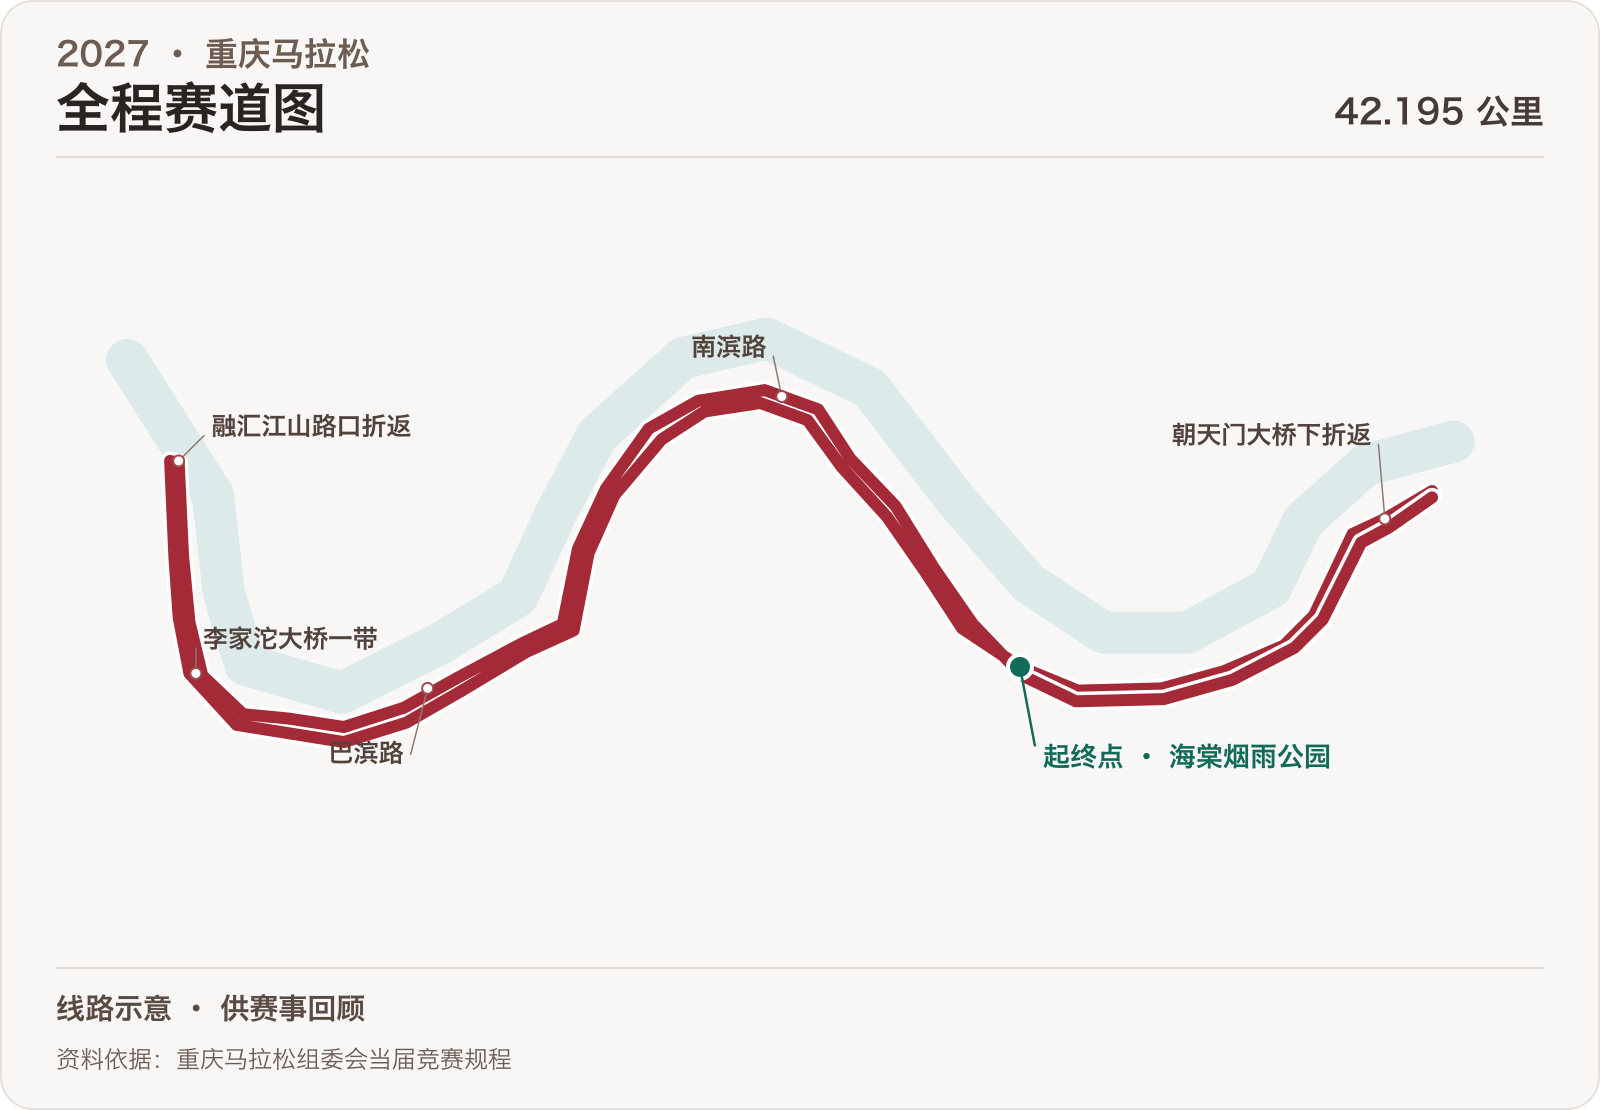 2027 · 重庆马拉松
全程赛道图
42.195 公里
南滨路
融汇江山路口折返
朝天门大桥下折返
李家沱大桥一带
巴滨路
起终点 · 海棠烟雨公园
线路示意 · 供赛事回顾
资料依据：重庆马拉松组委会当届竞赛规程